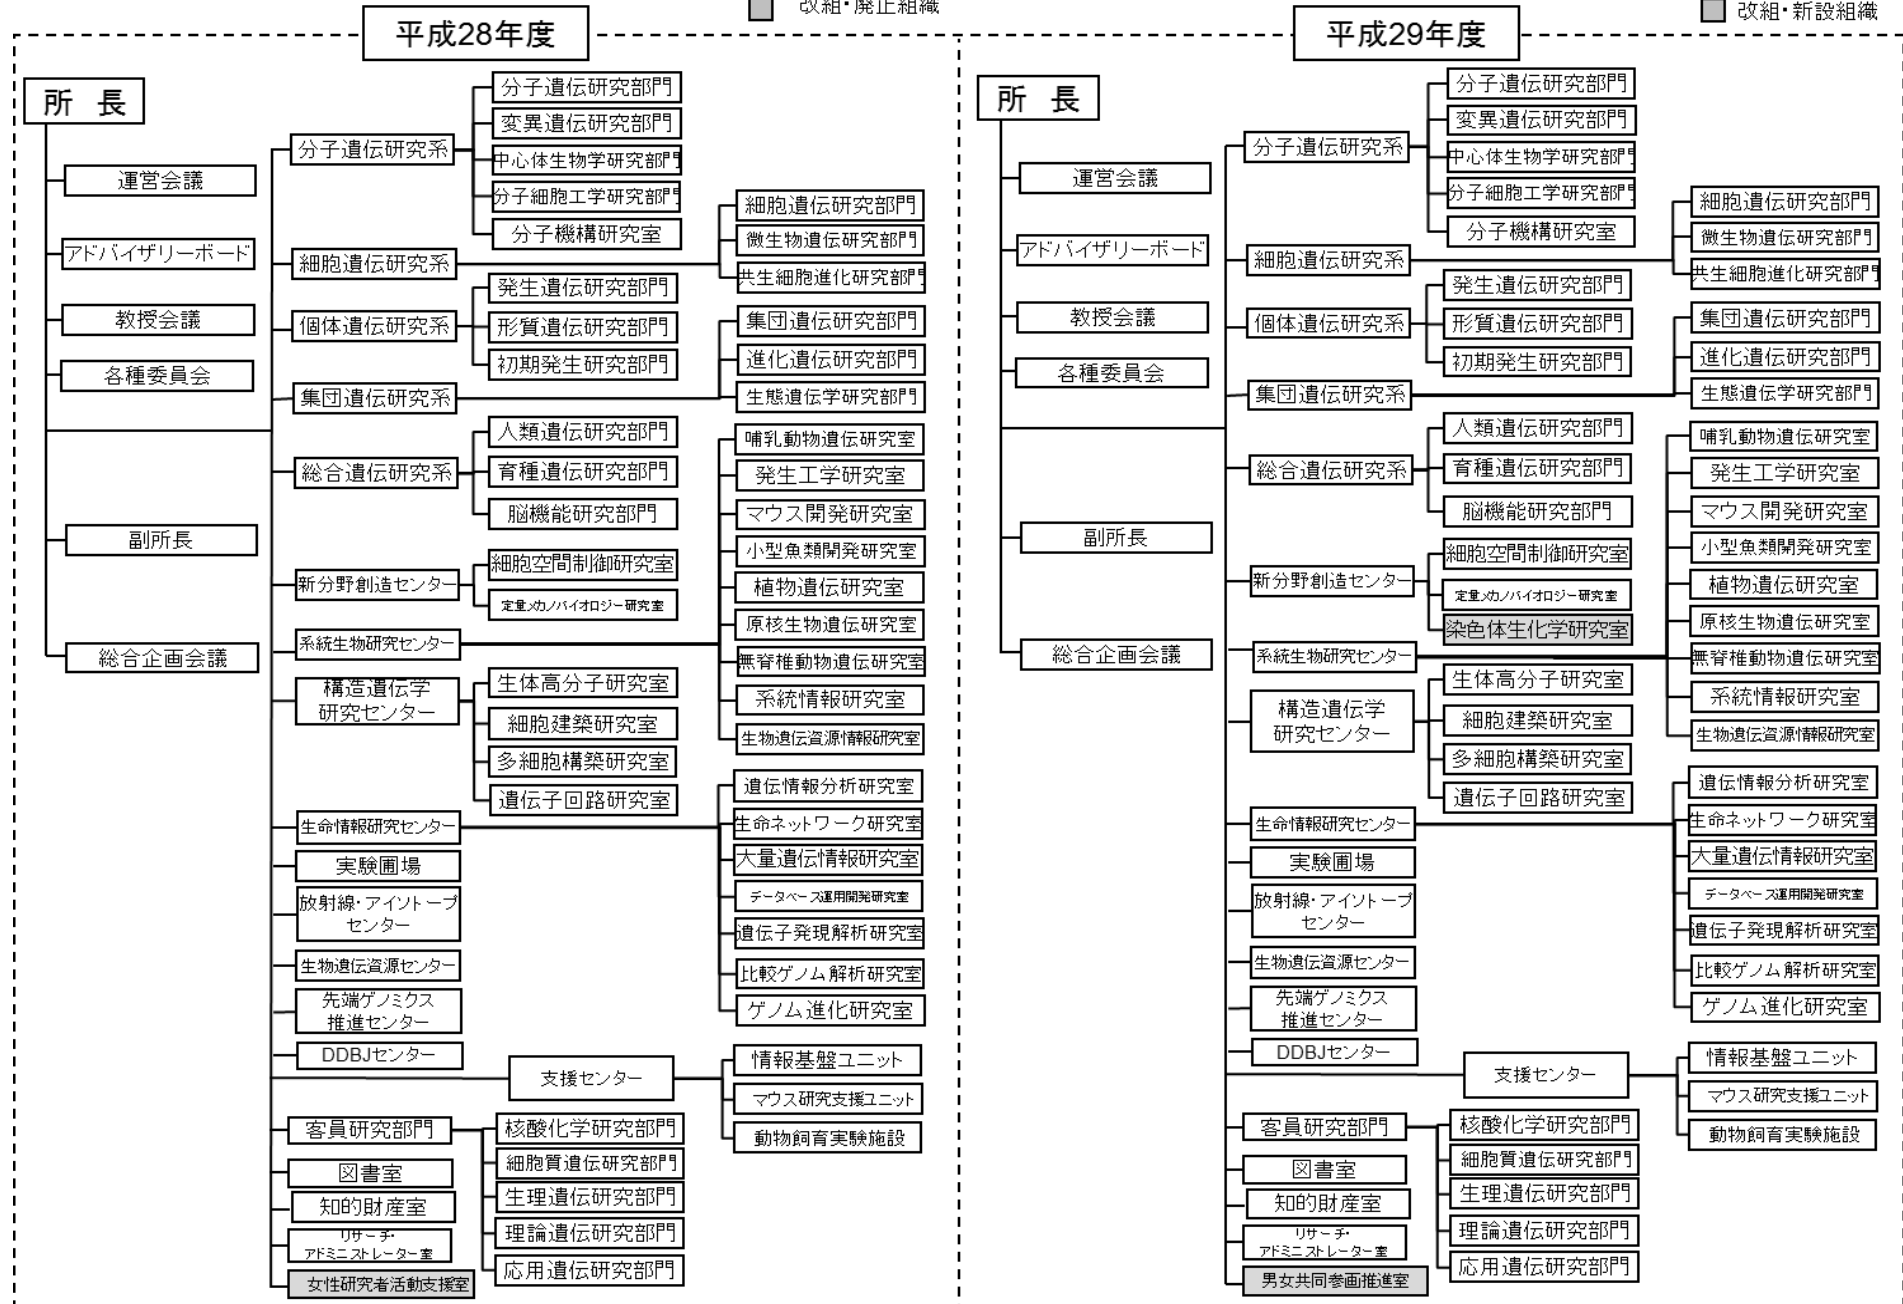 改組・廃止組織
平成28年度
所 長
運営会議
アドバイザリーボード
教授会議
各種委員会
副所長
総合企画会議
分子遺伝研究系
分子遺伝研究部門
変異遺伝研究部門
中心体生物学研究部門
分子細胞工学研究部門
分子機構研究室
細胞遺伝研究系
細胞遺伝研究部門
微生物遺伝研究部門
共生細胞進化研究部門
個体遺伝研究系
発生遺伝研究部門
形質遺伝研究部門
初期発生研究部門
集団遺伝研究系
集団遺伝研究部門
進化遺伝研究部門
生態遺伝学研究部門
総合遺伝研究系
人類遺伝研究部門
育種遺伝研究部門
脳機能研究部門
新分野創造センター
細胞空間制御研究室
定量メカノバイオロジー研究室
系統生物研究センター
哺乳動物遺伝研究室
発生工学研究室
マウス開発研究室
小型魚類開発研究室
植物遺伝研究室
原核生物遺伝研究室
無脊椎動物遺伝研究室
系統情報研究室
生物遺伝資源情報研究室
構造遺伝学
研究センター
生体高分子研究室
細胞建築研究室
多細胞構築研究室
遺伝子回路研究室
生命情報研究センター
遺伝情報分析研究室
生命ネットワーク研究室
大量遺伝情報研究室
データベース運用開発研究室
遺伝子発現解析研究室
比較ゲノム解析研究室
ゲノム進化研究室
実験圃場
放射線・アイソトープ
センター
生物遺伝資源センター
先端ゲノミクス
推進センター
DDBJセンター
支援センター
情報基盤ユニット
マウス研究支援ユニット
動物飼育実験施設
客員研究部門
核酸化学研究部門
細胞質遺伝研究部門
生理遺伝研究部門
理論遺伝研究部門
応用遺伝研究部門
図書室
知的財産室
リサーチ・
アドミニストレーター室
女性研究者活動支援室
改組・新設組織
平成29年度
所 長
運営会議
アドバイザリーボード
教授会議
各種委員会
副所長
総合企画会議
分子遺伝研究系
分子遺伝研究部門
変異遺伝研究部門
中心体生物学研究部門
分子細胞工学研究部門
分子機構研究室
細胞遺伝研究系
細胞遺伝研究部門
微生物遺伝研究部門
共生細胞進化研究部門
個体遺伝研究系
発生遺伝研究部門
形質遺伝研究部門
初期発生研究部門
集団遺伝研究系
集団遺伝研究部門
進化遺伝研究部門
生態遺伝学研究部門
総合遺伝研究系
人類遺伝研究部門
育種遺伝研究部門
脳機能研究部門
新分野創造センター
細胞空間制御研究室
定量メカノバイオロジー研究室
染色体生化学研究室
系統生物研究センター
哺乳動物遺伝研究室
発生工学研究室
マウス開発研究室
小型魚類開発研究室
植物遺伝研究室
原核生物遺伝研究室
無脊椎動物遺伝研究室
系統情報研究室
生物遺伝資源情報研究室
構造遺伝学
研究センター
生体高分子研究室
細胞建築研究室
多細胞構築研究室
遺伝子回路研究室
生命情報研究センター
遺伝情報分析研究室
生命ネットワーク研究室
大量遺伝情報研究室
データベース運用開発研究室
遺伝子発現解析研究室
比較ゲノム解析研究室
ゲノム進化研究室
実験圃場
放射線・アイソトープ
センター
生物遺伝資源センター
先端ゲノミクス
推進センター
DDBJセンター
支援センター
情報基盤ユニット
マウス研究支援ユニット
動物飼育実験施設
客員研究部門
核酸化学研究部門
細胞質遺伝研究部門
生理遺伝研究部門
理論遺伝研究部門
応用遺伝研究部門
図書室
知的財産室
リサーチ・
アドミニストレーター室
男女共同参画推進室